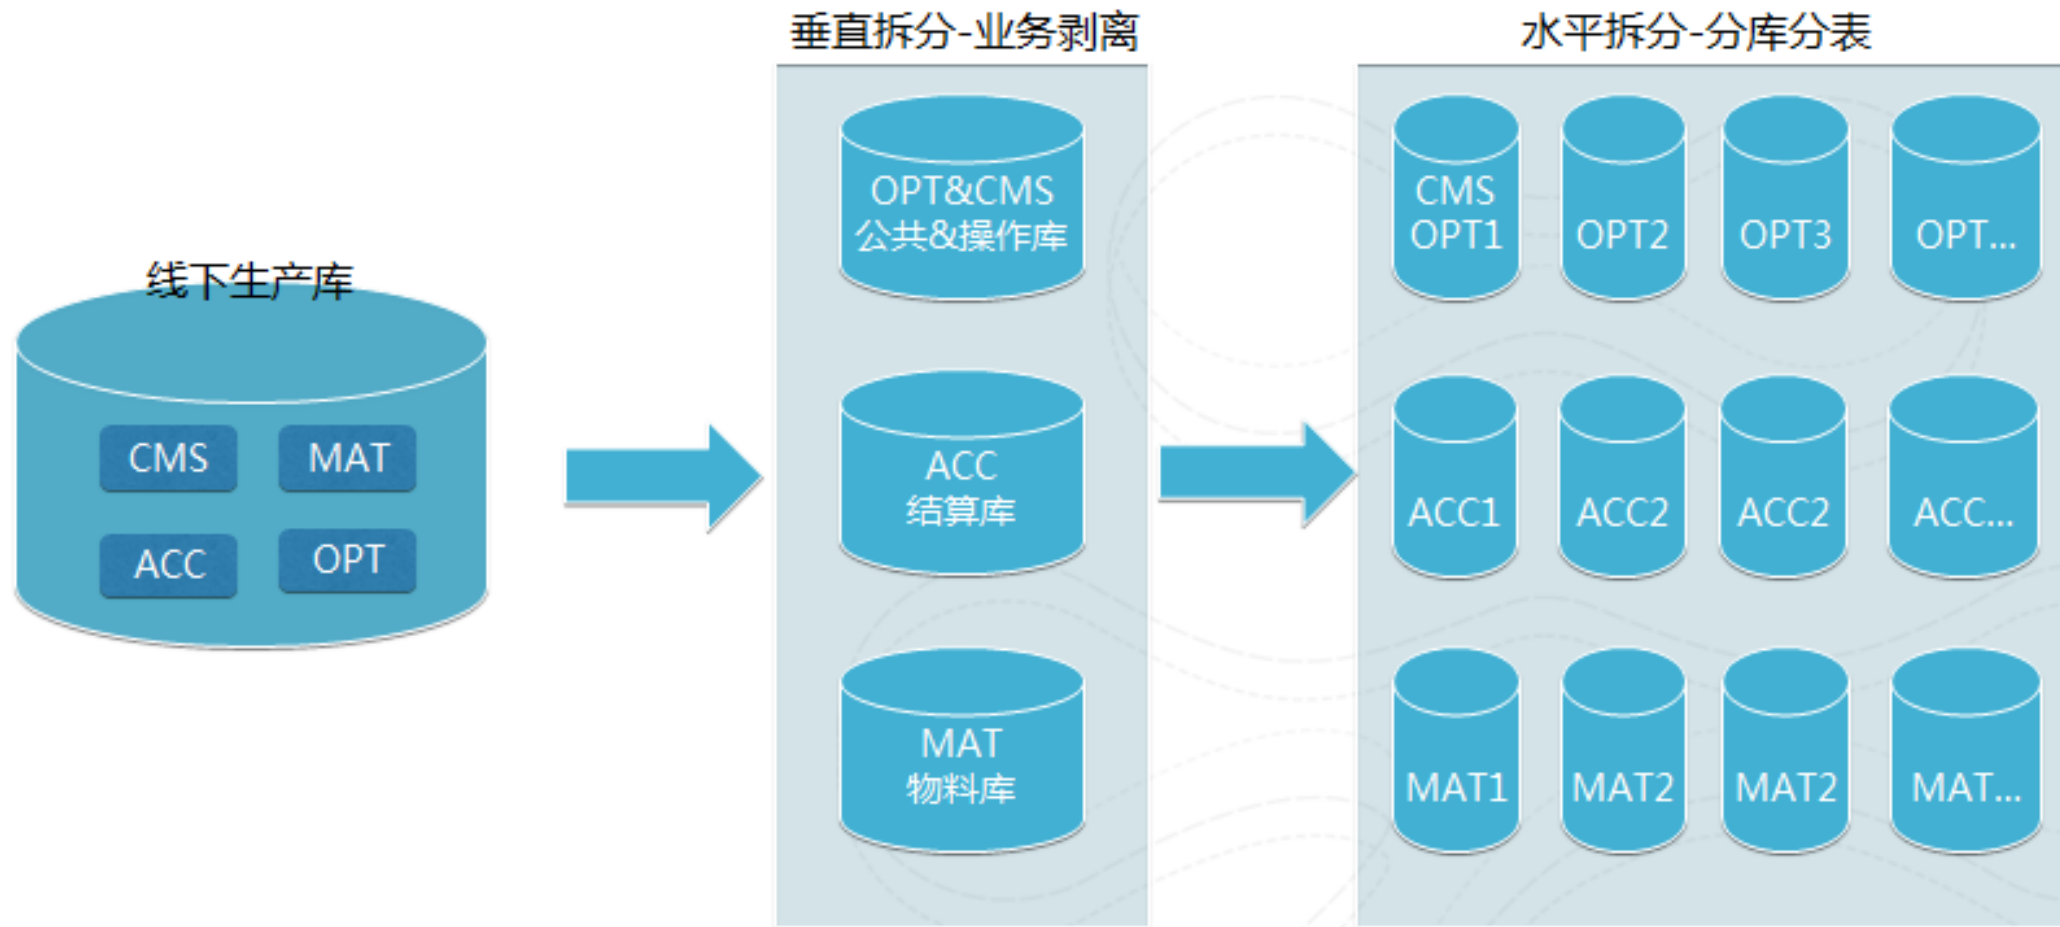 线下生产库
CMS
MAT
ACC
OPT
垂直拆分-业务剥离
OPT&CMS
公共&操作库
ACC
结算库
MAT
物料库
水平拆分-分库分表
CMS
OPT1
OPT2
OPT3
OPT...
ACC1
ACC2
ACC2
ACC...
MAT1
MAT2
MAT2
MAT...